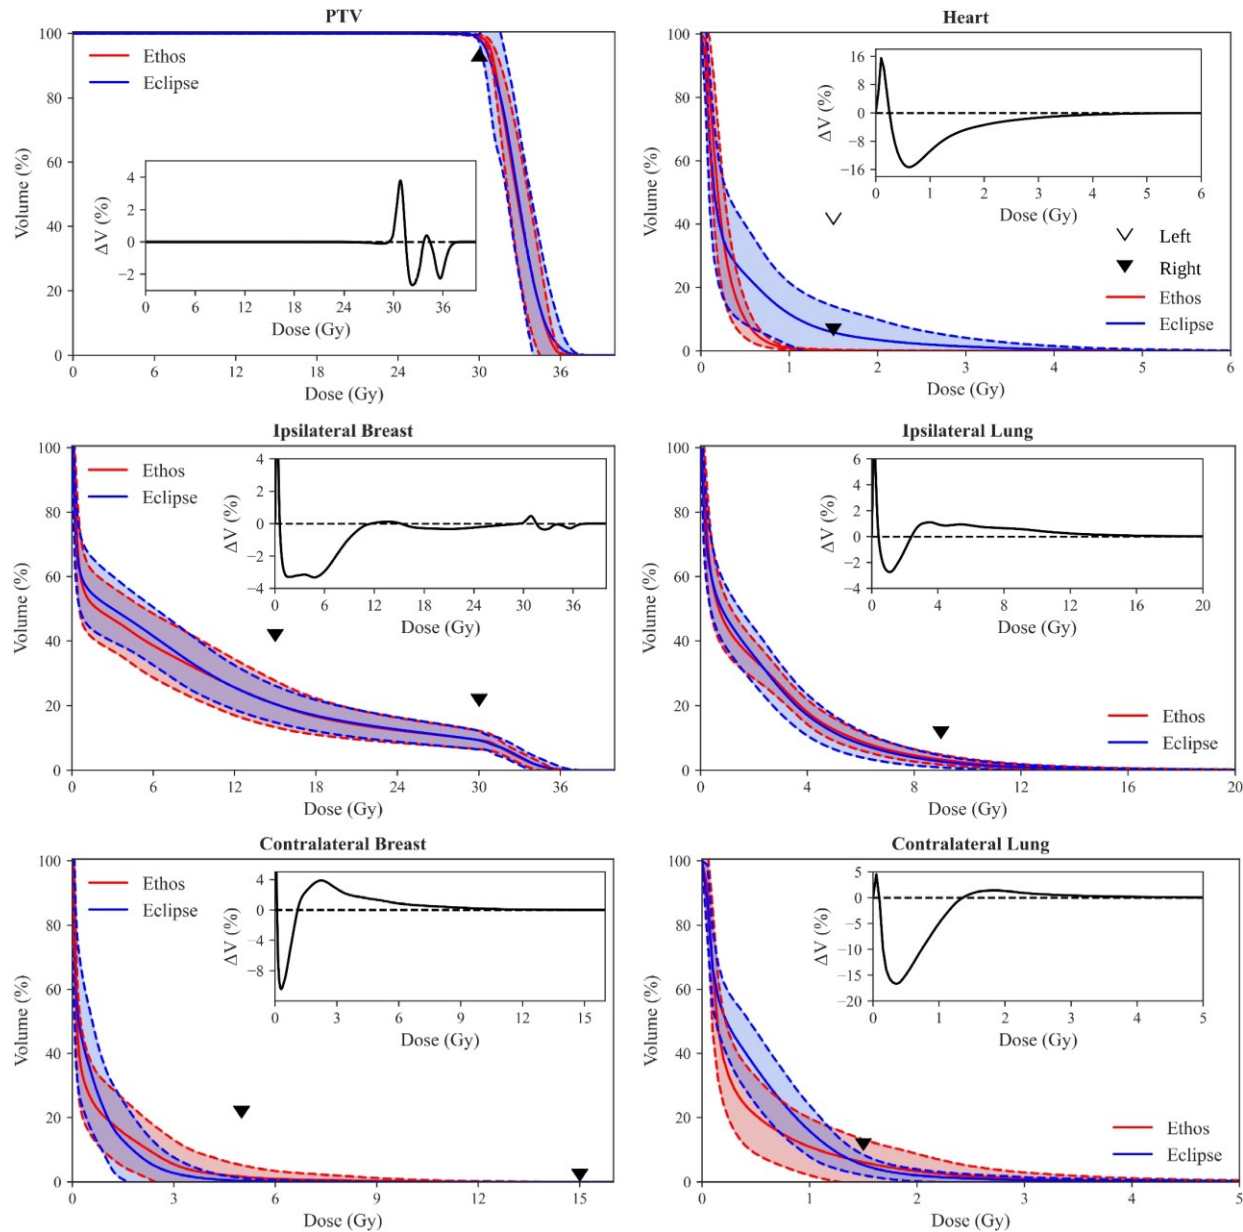 PTV
100
80
60
40
20
0
Volume (%)
Ethos
Eclipse
4
2
0
−2
ΔV (%)
0 6 12 18 24 30 36
Dose (Gy)
0 6 12 18 24 30 36
Dose (Gy)
Heart
100
80
60
40
20
0
Volume (%)
16
8
0
−8
−16
ΔV (%)
0 1 2 3 4 5 6
Dose (Gy)
Left
Right
Ethos
Eclipse
0 1 2 3 4 5 6
Dose (Gy)
Ipsilateral Breast
100
80
60
40
20
0
Volume (%)
Ethos
Eclipse
4
2
0
−2
−4
ΔV (%)
0 6 12 18 24 30 36
Dose (Gy)
0 6 12 18 24 30 36
Dose (Gy)
Ipsilateral Lung
100
80
60
40
20
0
Volume (%)
6
4
2
0
−2
−4
ΔV (%)
0 4 8 12 16 20
Dose (Gy)
Ethos
Eclipse
0 4 8 12 16 20
Dose (Gy)
Contralateral Breast
100
80
60
40
20
0
Volume (%)
Ethos
Eclipse
4
0
−4
−8
ΔV (%)
0 3 6 9 12 15
Dose (Gy)
0 3 6 9 12 15
Dose (Gy)
Contralateral Lung
100
80
60
40
20
0
Volume (%)
5
0
−5
−10
−15
−20
ΔV (%)
0 1 2 3 4 5
Dose (Gy)
Ethos
Eclipse
0 1 2 3 4 5
Dose (Gy)